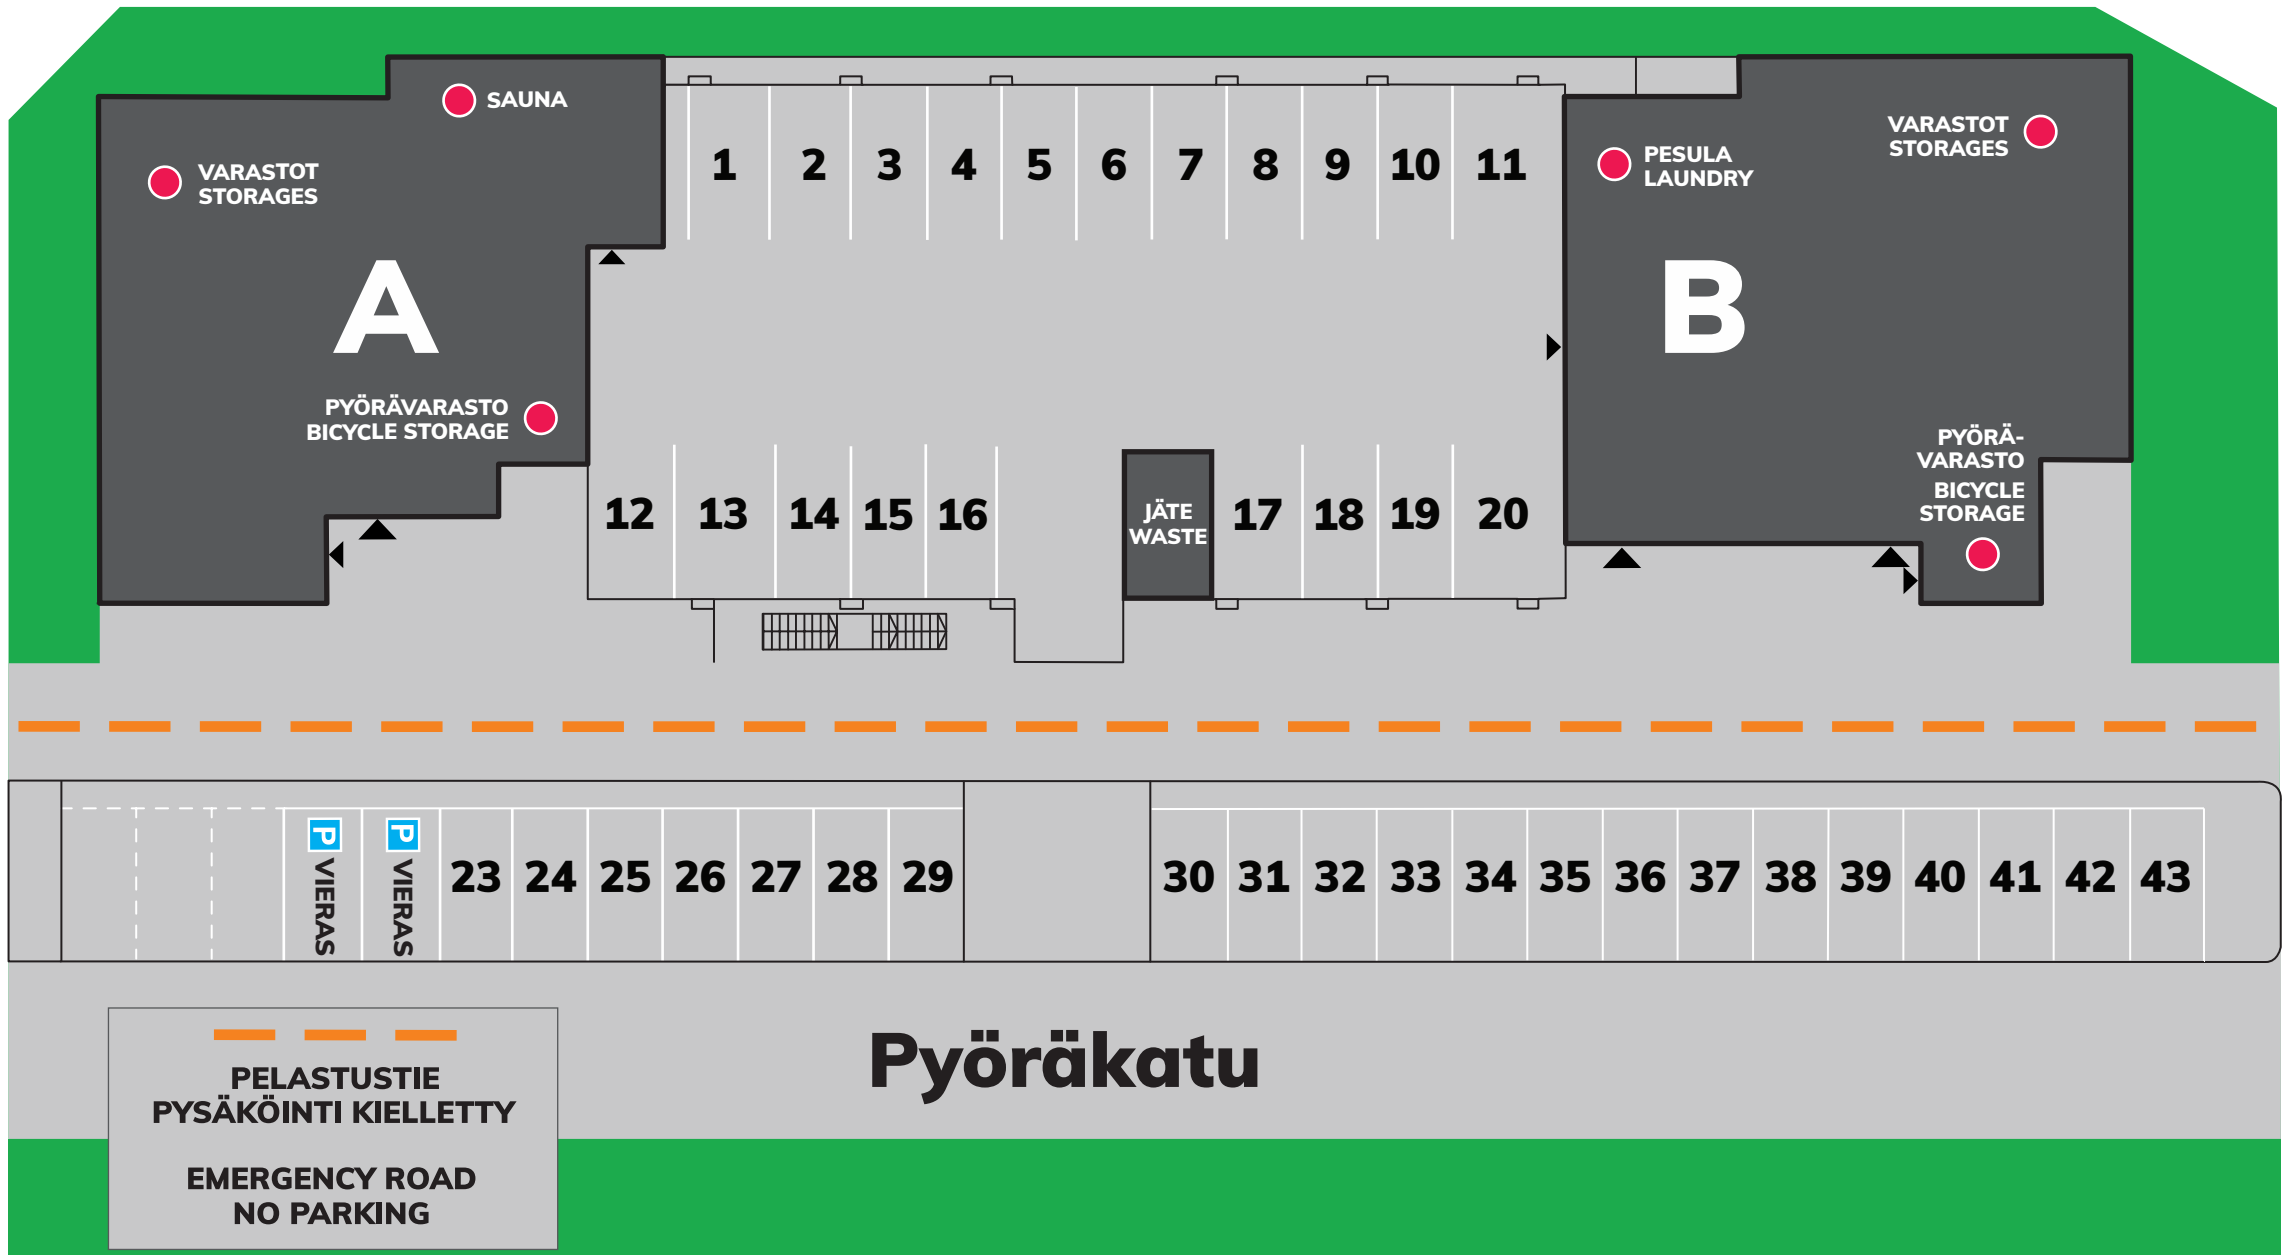 SAUNA
VARASTOT
STORAGES
A
PYÖRÄVARASTO
BICYCLE STORAGE
1 2 3 4 5 6 7 8 9 10 11
PESULA
LAUNDRY
VARASTOT
STORAGES
B
PYÖRÄ-
VARASTO
BICYCLE
STORAGE
12 13 14 15 16
JÄTE
WASTE
17 18 19 20
P VIERAS
P VIERAS
23 24 25 26 27 28 29
30 31 32 33 34 35 36 37 38 39 40 41 42 43
Pyöräkatu
PELASTUSTIE
PYSÄKÖINTI KIELLETTY
EMERGENCY ROAD
NO PARKING